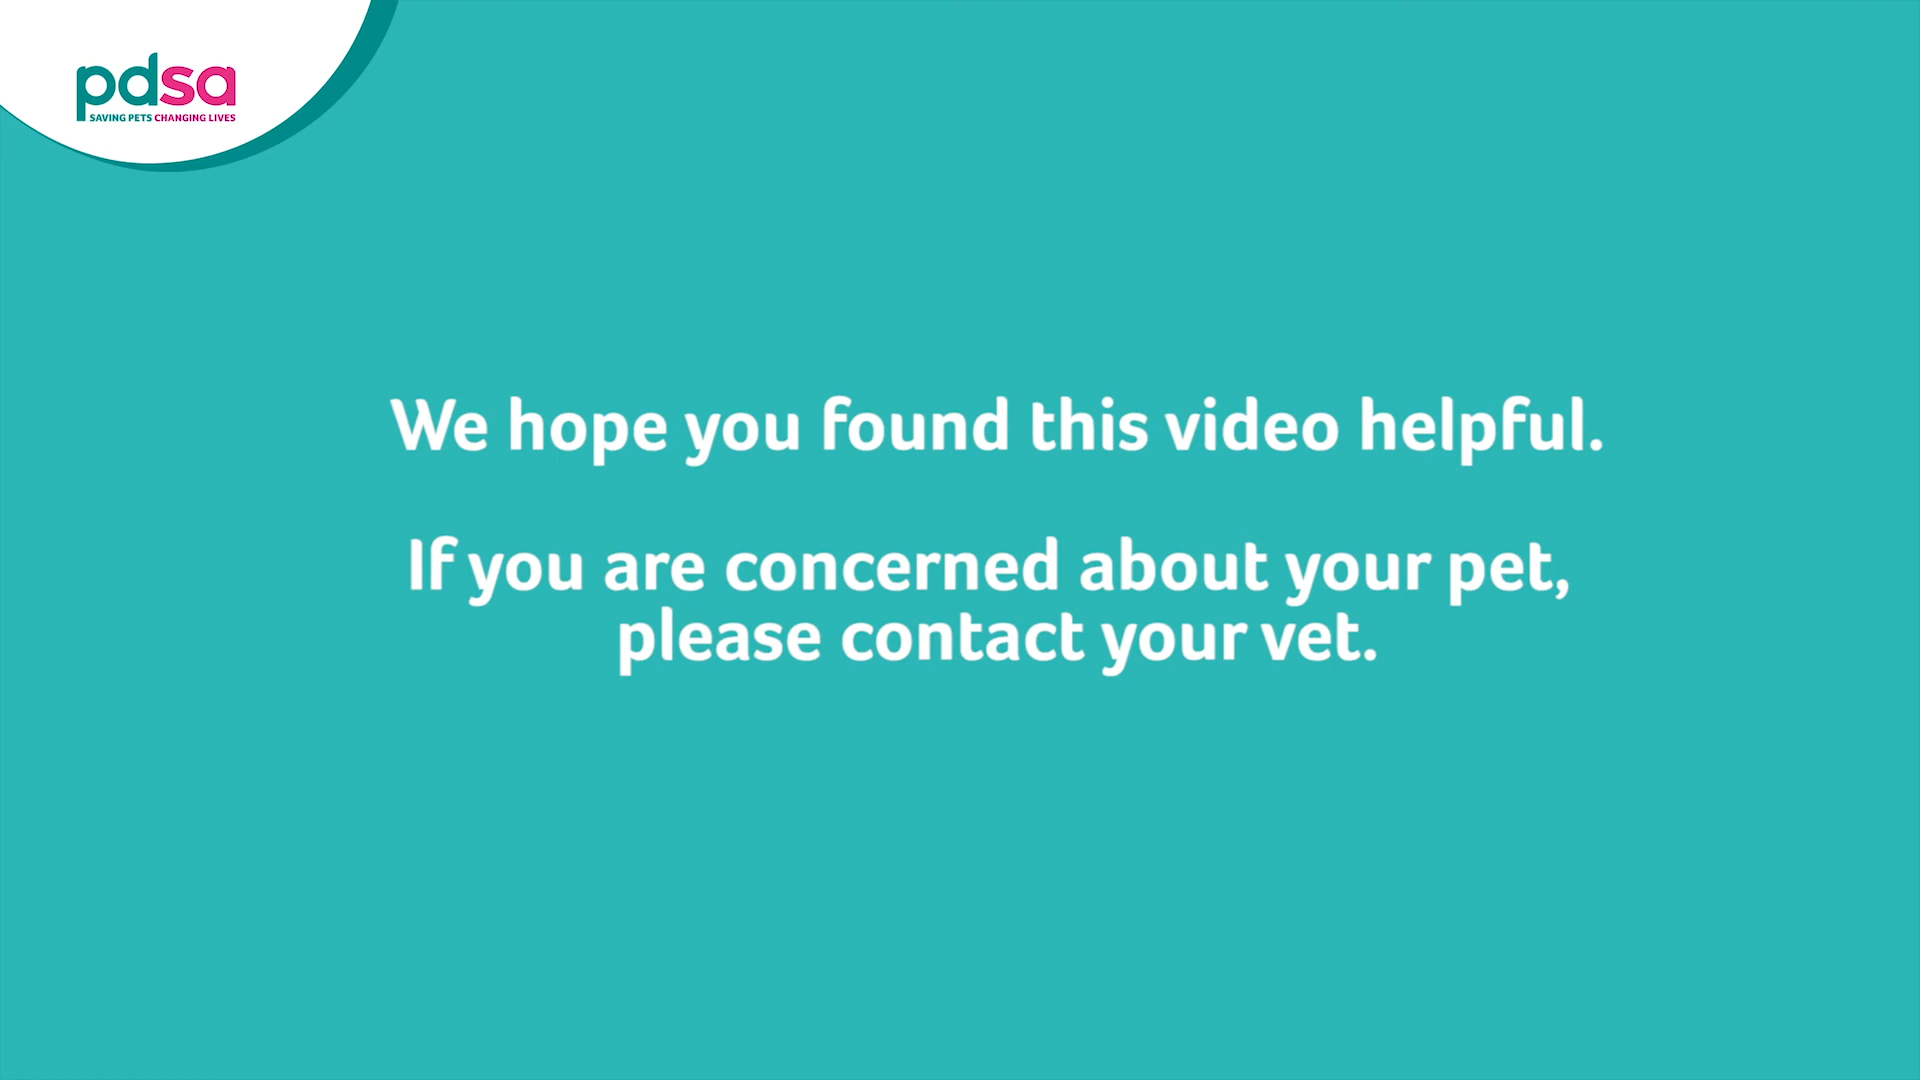 pdsa
SAVING PETS CHANGING LIVES
We hope you found this video helpful.
If you are concerned about your pet,
please contact your vet.